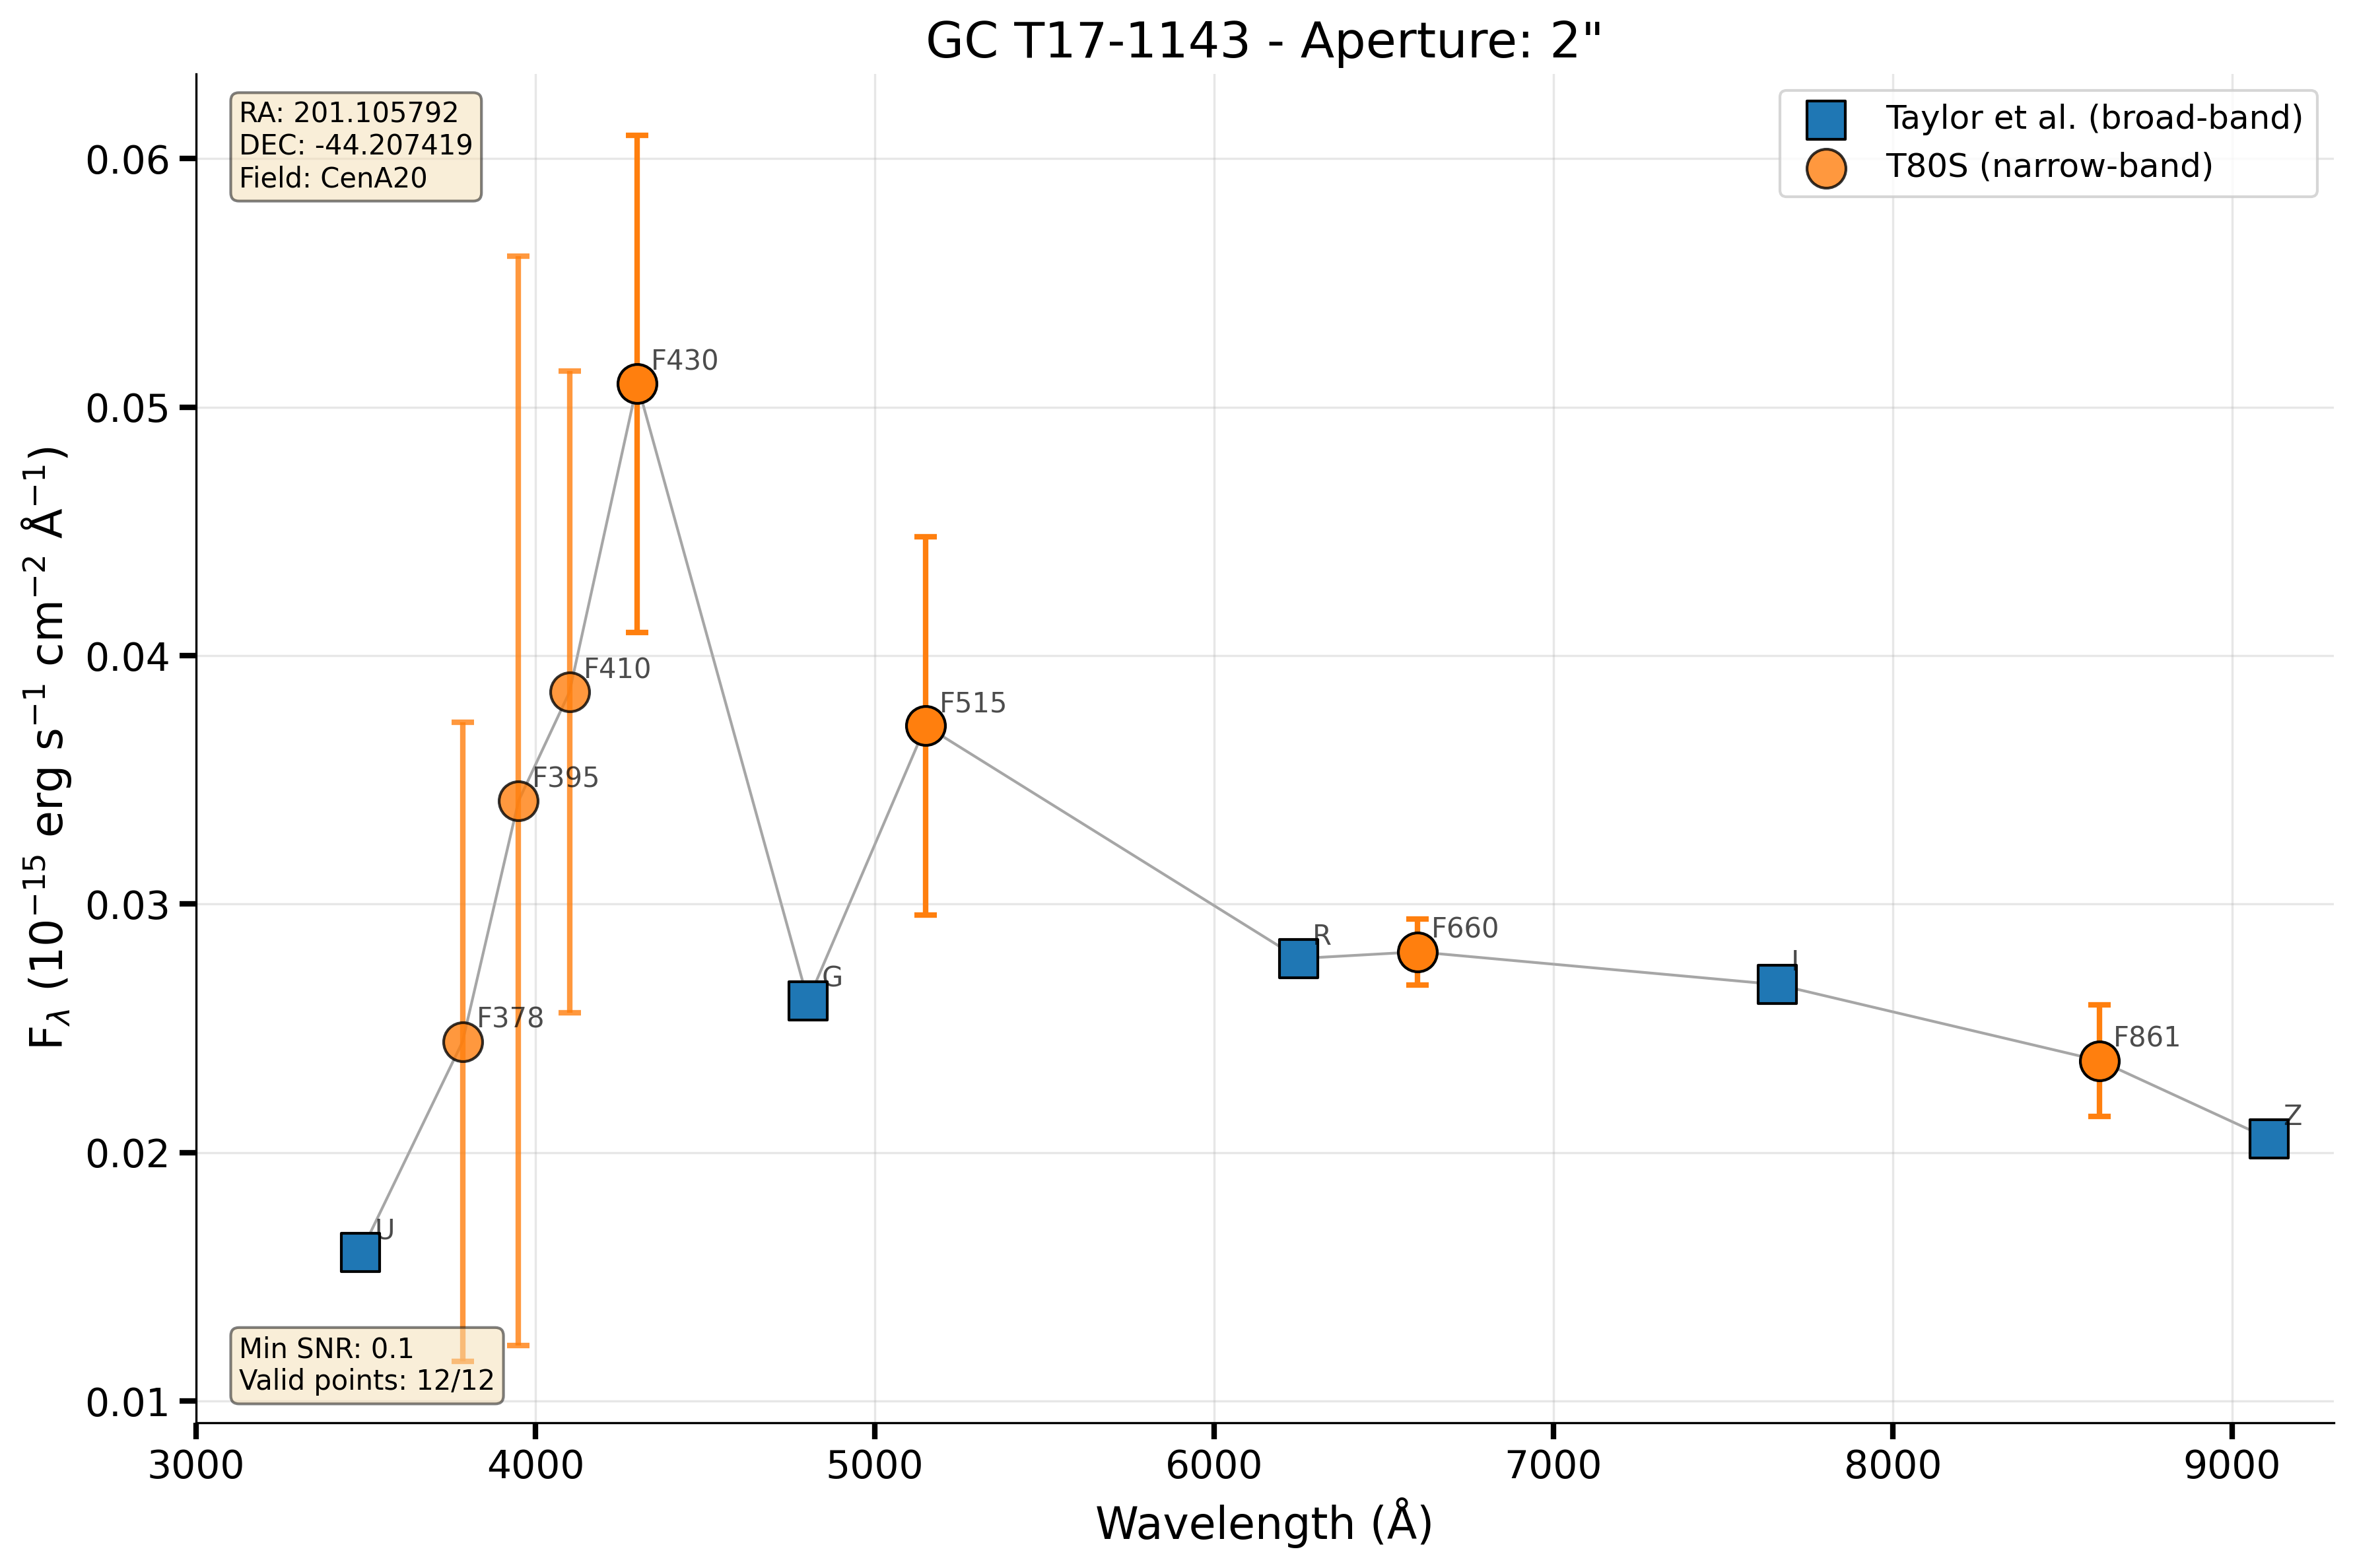 GC T17-1143 - Aperture: 2"
RA: 201.105792
DEC: -44.207419
Field: CenA20
Taylor et al. (broad-band)
T80S (narrow-band)
F_λ (10⁻¹⁵ erg s⁻¹ cm⁻² Å⁻¹)
0.06
0.05
0.04
0.03
0.02
0.01
F430
F410
F515
F395
F378
G
R
F660
I
F861
Z
U
Min SNR: 0.1
Valid points: 12/12
3000
4000
5000
6000
7000
8000
9000
Wavelength (Å)